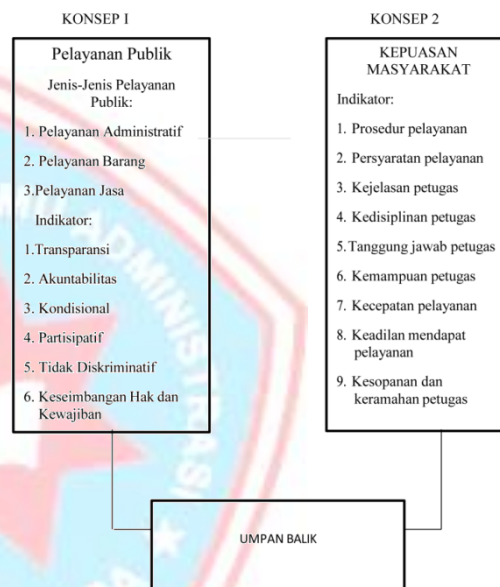 KONSEP I
Pelayanan Publik
Jenis-Jenis Pelayanan
Publik:
1. Pelayanan Administratif
2. Pelayanan Barang
3.Pelayanan Jasa
Indikator:
1.Transparansi
2. Akuntabilitas
3. Kondisional
4. Partisipatif
5. Tidak Diskriminatif
6. Keseimbangan Hak dan
Kewajiban
KONSEP 2
KEPUASAN
MASYARAKAT
Indikator:
1. Prosedur pelayanan
2. Persyaratan pelayanan
3. Kejelasan petugas
4. Kedisiplinan petugas
5.Tanggung jawab petugas
6. Kemampuan petugas
7. Kecepatan pelayanan
8. Keadilan mendapat
pelayanan
9. Kesopanan dan
keramahan petugas
UMPAN BALIK